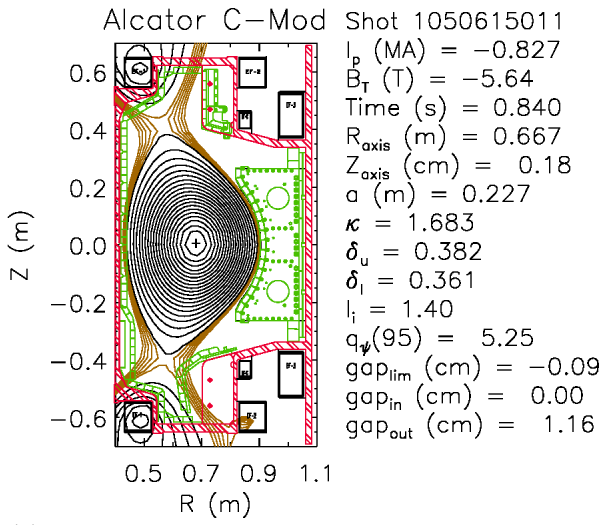 Alcator C-Mod Shot 1050615011
Iₚ (MA) = -0.827
B_T (T) = -5.64
Time (s) = 0.840
R_axis (m) = 0.667
Z_axis (cm) = 0.18
a (m) = 0.227
κ = 1.683
δ_u = 0.382
δ_l = 0.361
l_i = 1.40
q_ψ(95) = 5.25
gap_lim (cm) = -0.09
gap_in (cm) = 0.00
gap_out (cm) = 1.16
Z (m)
0.6
0.4
0.2
0.0
-0.2
-0.4
-0.6
0.5 0.7 0.9 1.1
R (m)